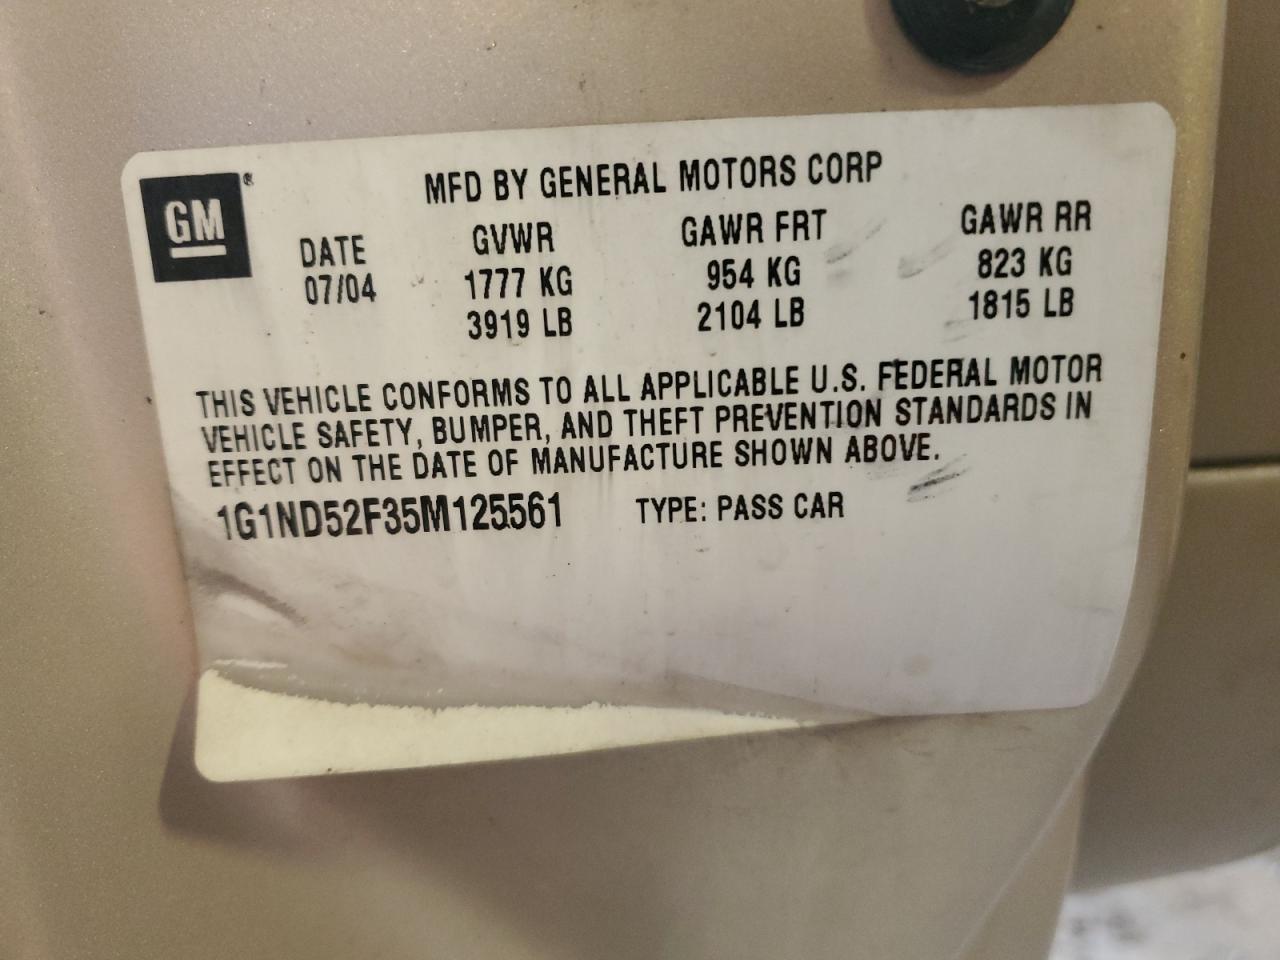 GM®
MFD BY GENERAL MOTORS CORP
DATE GVWR GAWR FRT GAWR RR
07/04 1777 KG 954 KG 823 KG
3919 LB 2104 LB 1815 LB
THIS VEHICLE CONFORMS TO ALL APPLICABLE U.S. FEDERAL MOTOR
VEHICLE SAFETY, BUMPER, AND THEFT PREVENTION STANDARDS IN
EFFECT ON THE DATE OF MANUFACTURE SHOWN ABOVE.
1G1ND52F35M125561 TYPE: PASS CAR